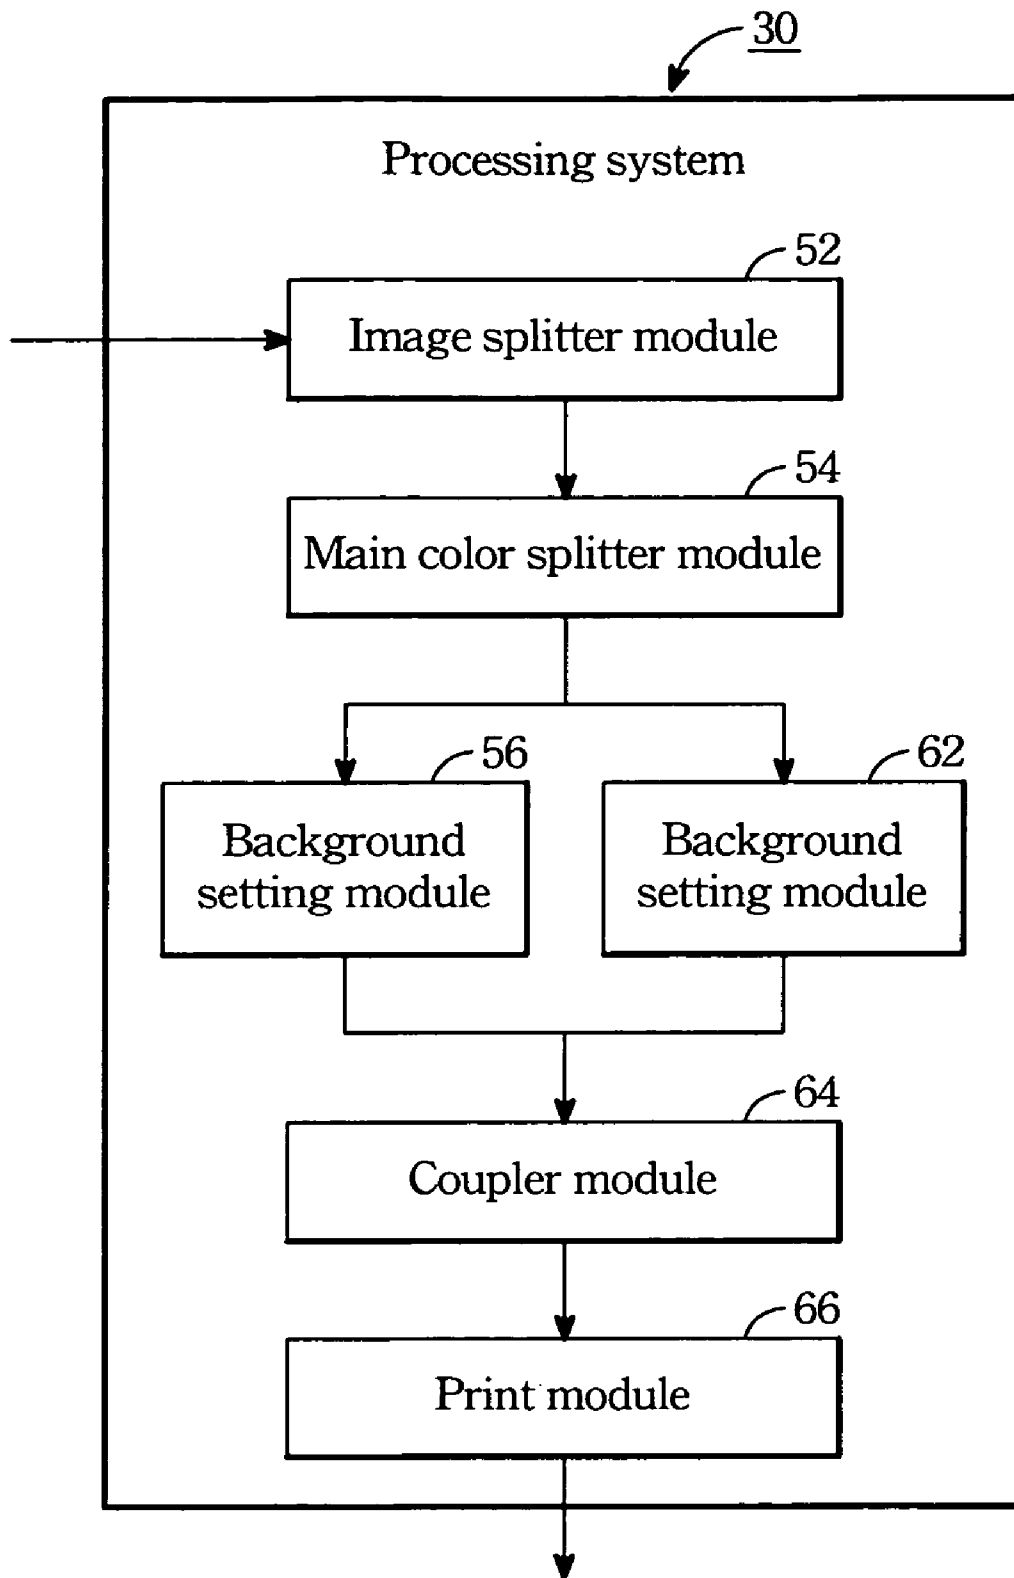 30
Processing system
52
Image splitter module
54
Main color splitter module
56
62
Background
setting module
Background
setting module
64
Coupler module
66
Print module